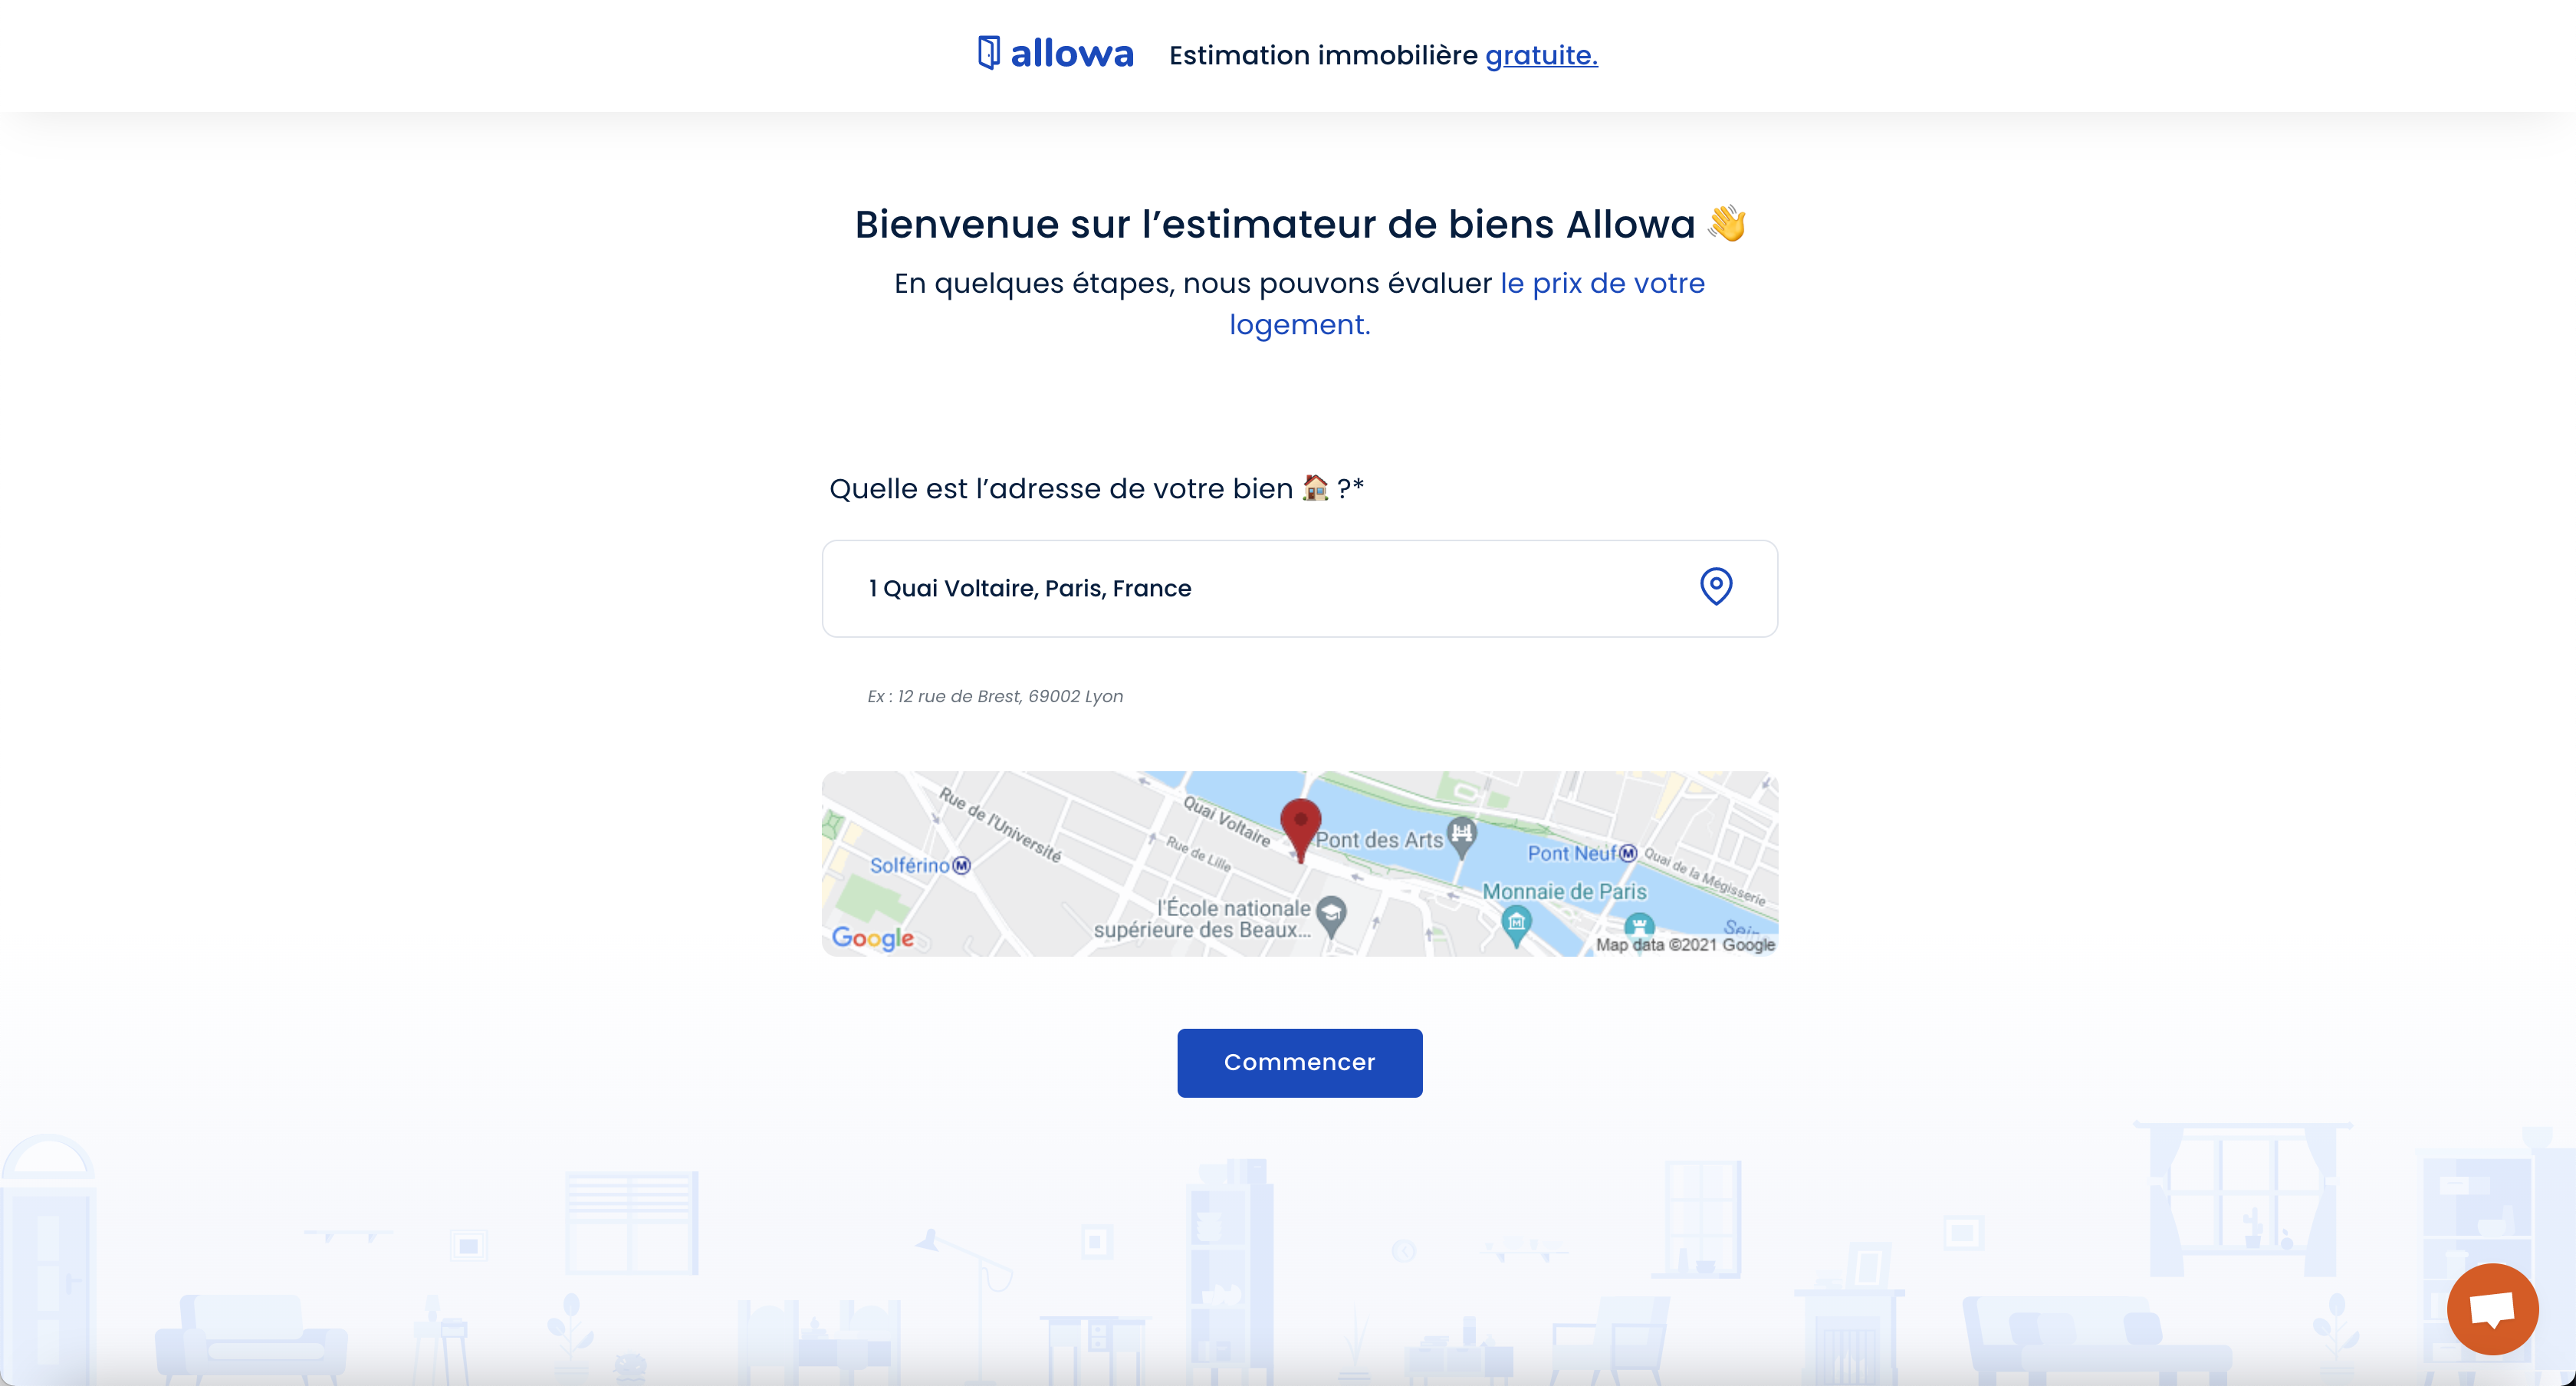 allowa
Estimation immobilière gratuite.
Bienvenue sur l’estimateur de biens Allowa 👋
En quelques étapes, nous pouvons évaluer le prix de votre
logement.
Quelle est l’adresse de votre bien 🏠 ?*
1 Quai Voltaire, Paris, France
Ex : 12 rue de Brest, 69002 Lyon
Rue de l'Université
Quai Voltaire
Rue de Lille
Pont des Arts
Solférino M
Pont Neuf M
Quai de la Mégisserie
Monnaie de Paris
l'École nationale
supérieure des Beaux...
Sein
Google
Map data ©2021 Google
Commencer